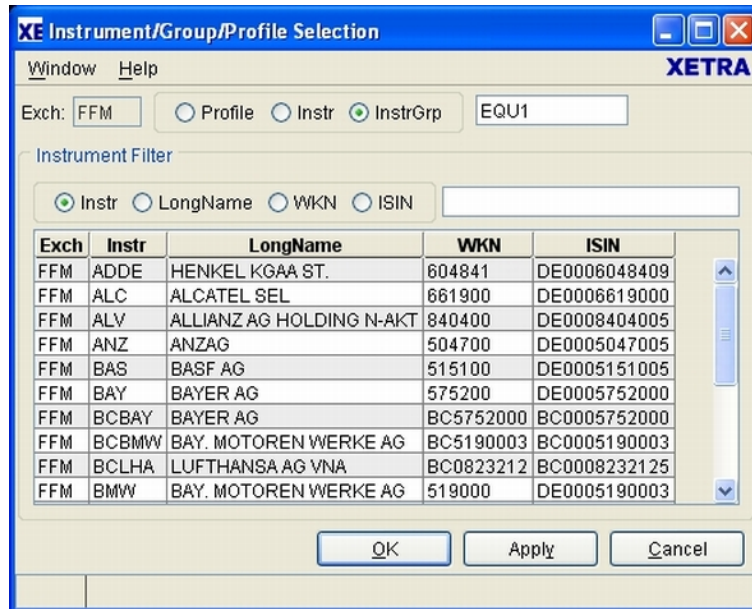 XE Instrument/Group/Profile Selection
Window Help XETRA
Exch: FFM Profile Instr InstrGrp EQU1
Instrument Filter
Instr LongName WKN ISIN
Exch Instr LongName WKN ISIN
FFM ADDE HENKEL KGAA ST. 604841 DE0006048409
FFM ALC ALCATEL SEL 661900 DE0006619000
FFM ALV ALLIANZ AG HOLDING N-AKT 840400 DE0008404005
FFM ANZ ANZAG 504700 DE0005047005
FFM BAS BASF AG 515100 DE0005151005
FFM BAY BAYER AG 575200 DE0005752000
FFM BCBAY BAYER AG BC5752000 BC0005752000
FFM BCBMW BAY. MOTOREN WERKE AG BC5190003 BC0005190003
FFM BCLHA LUFTHANSA AG VNA BC0823212 BC0008232125
FFM BMW BAY. MOTOREN WERKE AG 519000 DE0005190003
OK Apply Cancel